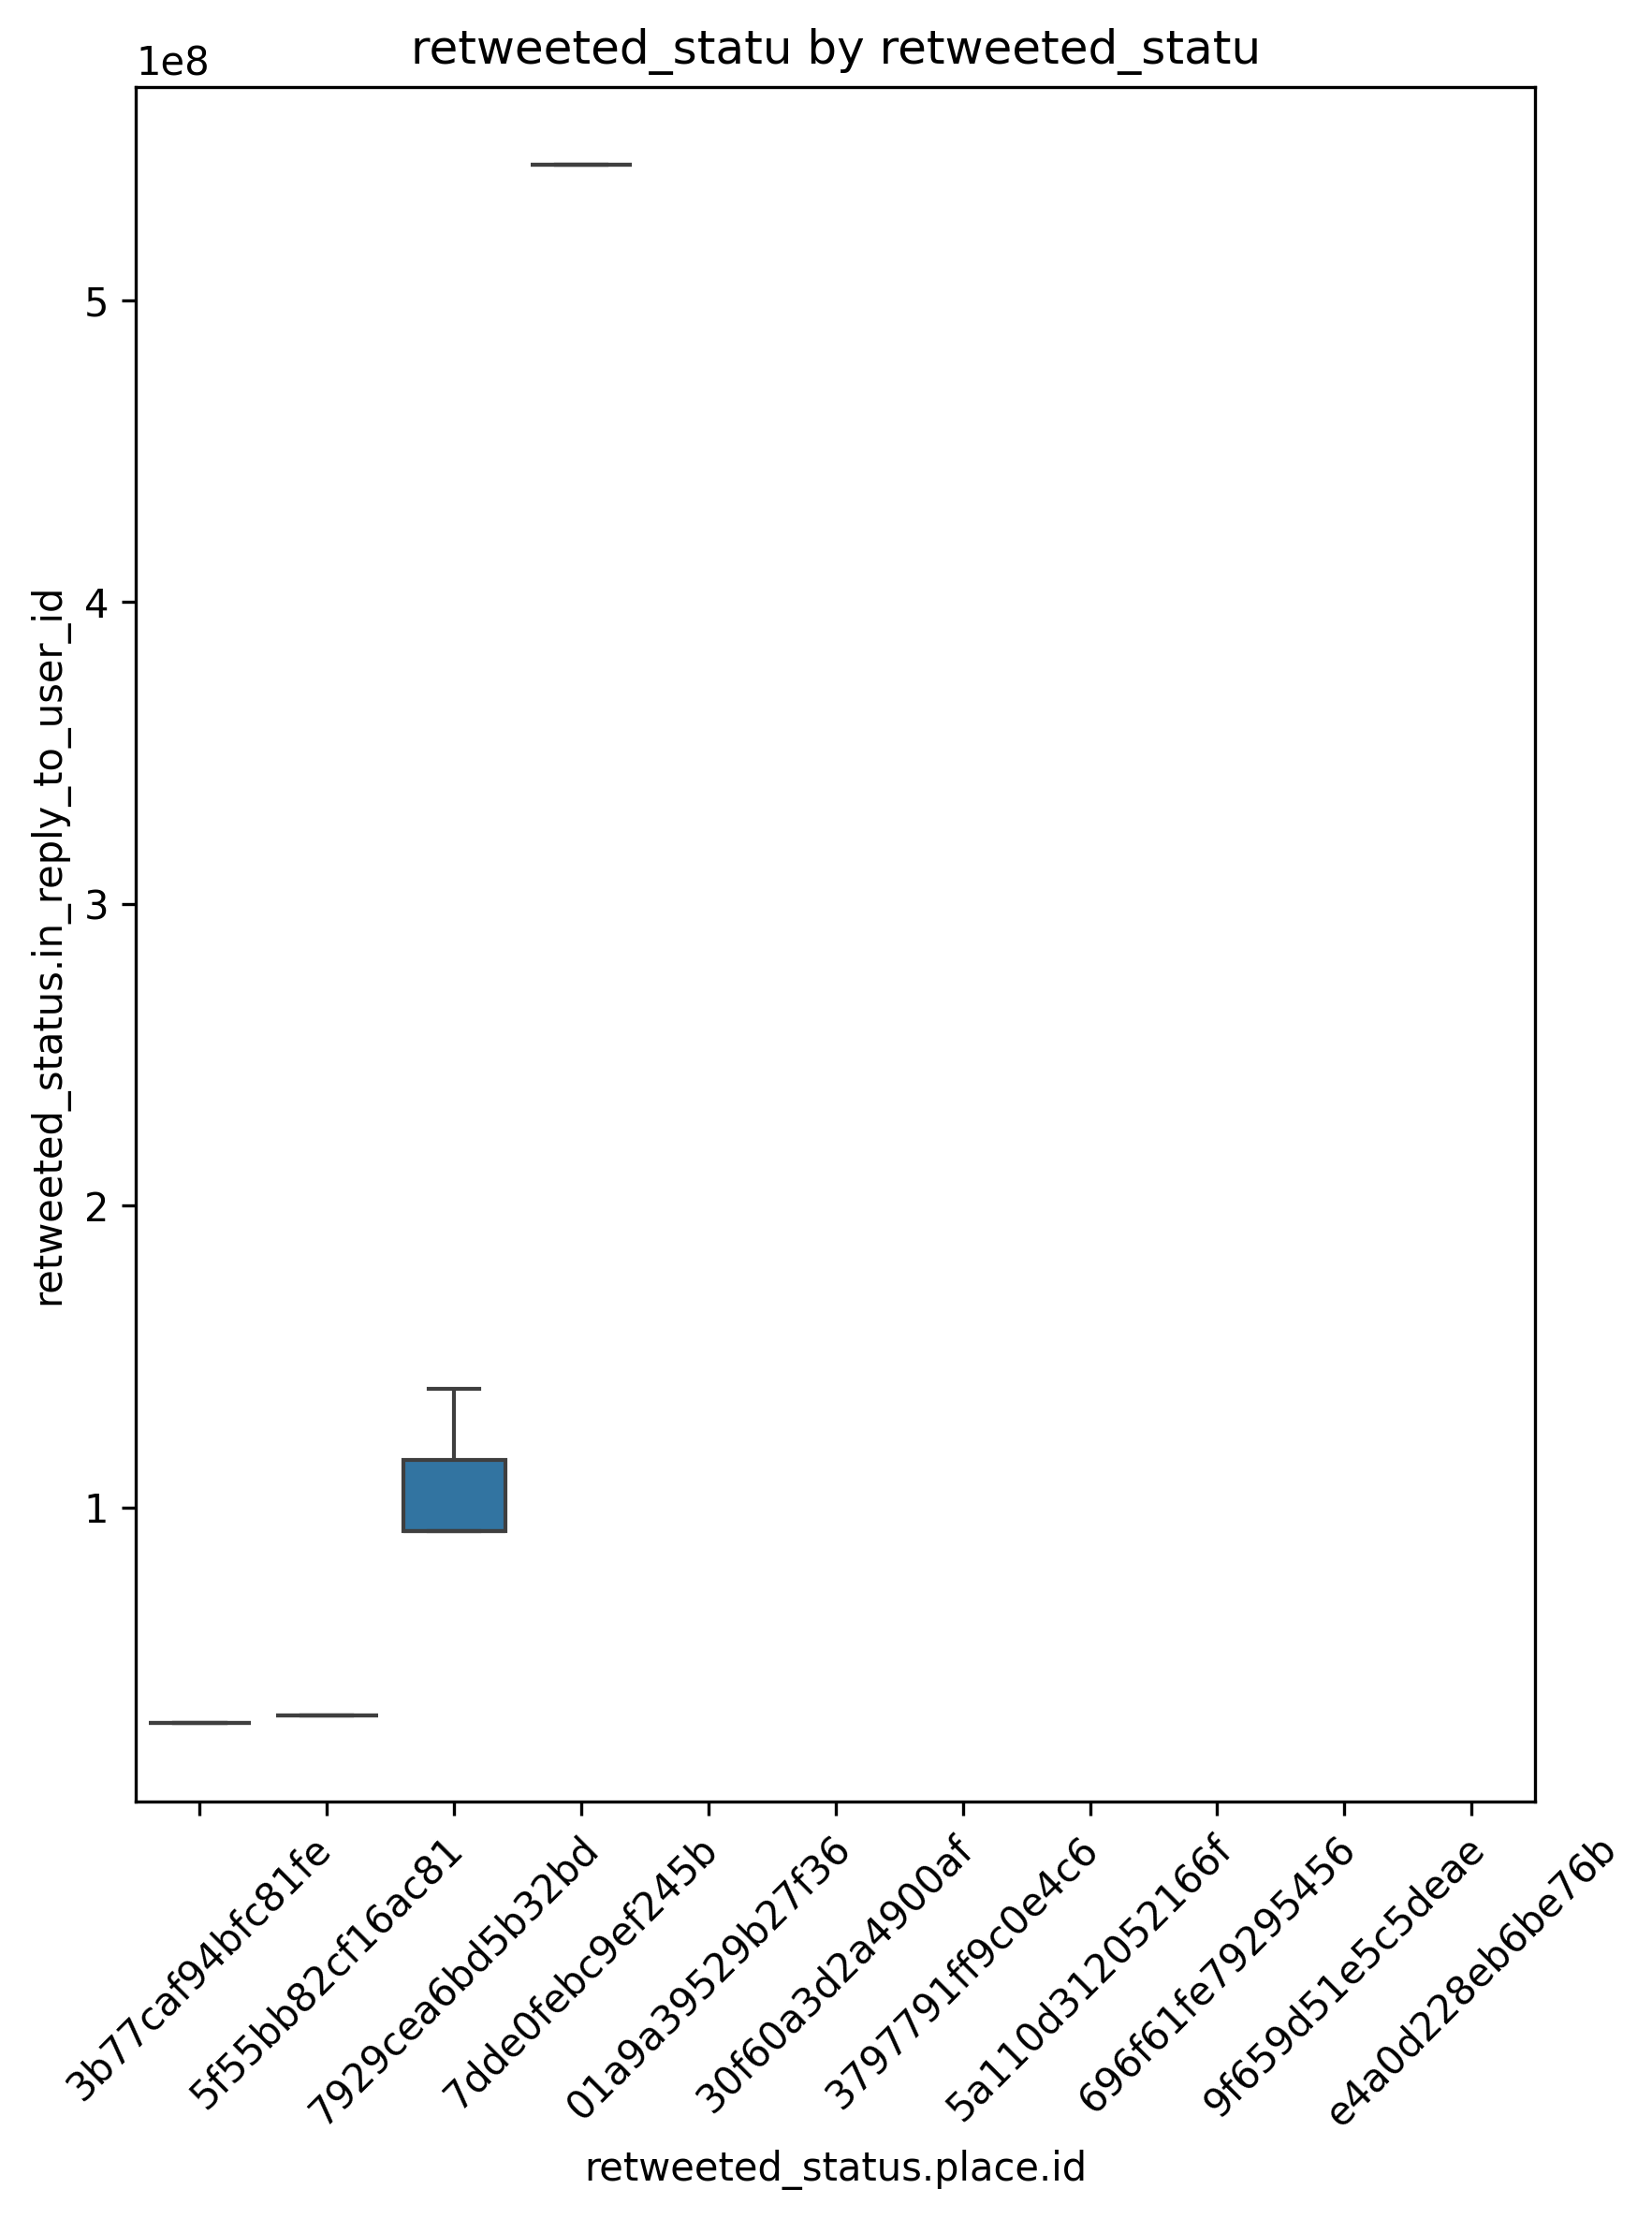 retweeted_statu by retweeted_statu
1e8
5
4
3
2
1
retweeted_status.in_reply_to_user_id
3b77caf94bfc81fe
5f55bb82cf16ac81
7929cea6bd5b32bd
7dde0febc9ef245b
01a9a39529b27f36
30f60a3d2a4900af
3797791ff9c0e4c6
5a110d312052166f
696f61fe79295456
9f659d51e5c5deae
e4a0d228eb6be76b
retweeted_status.place.id